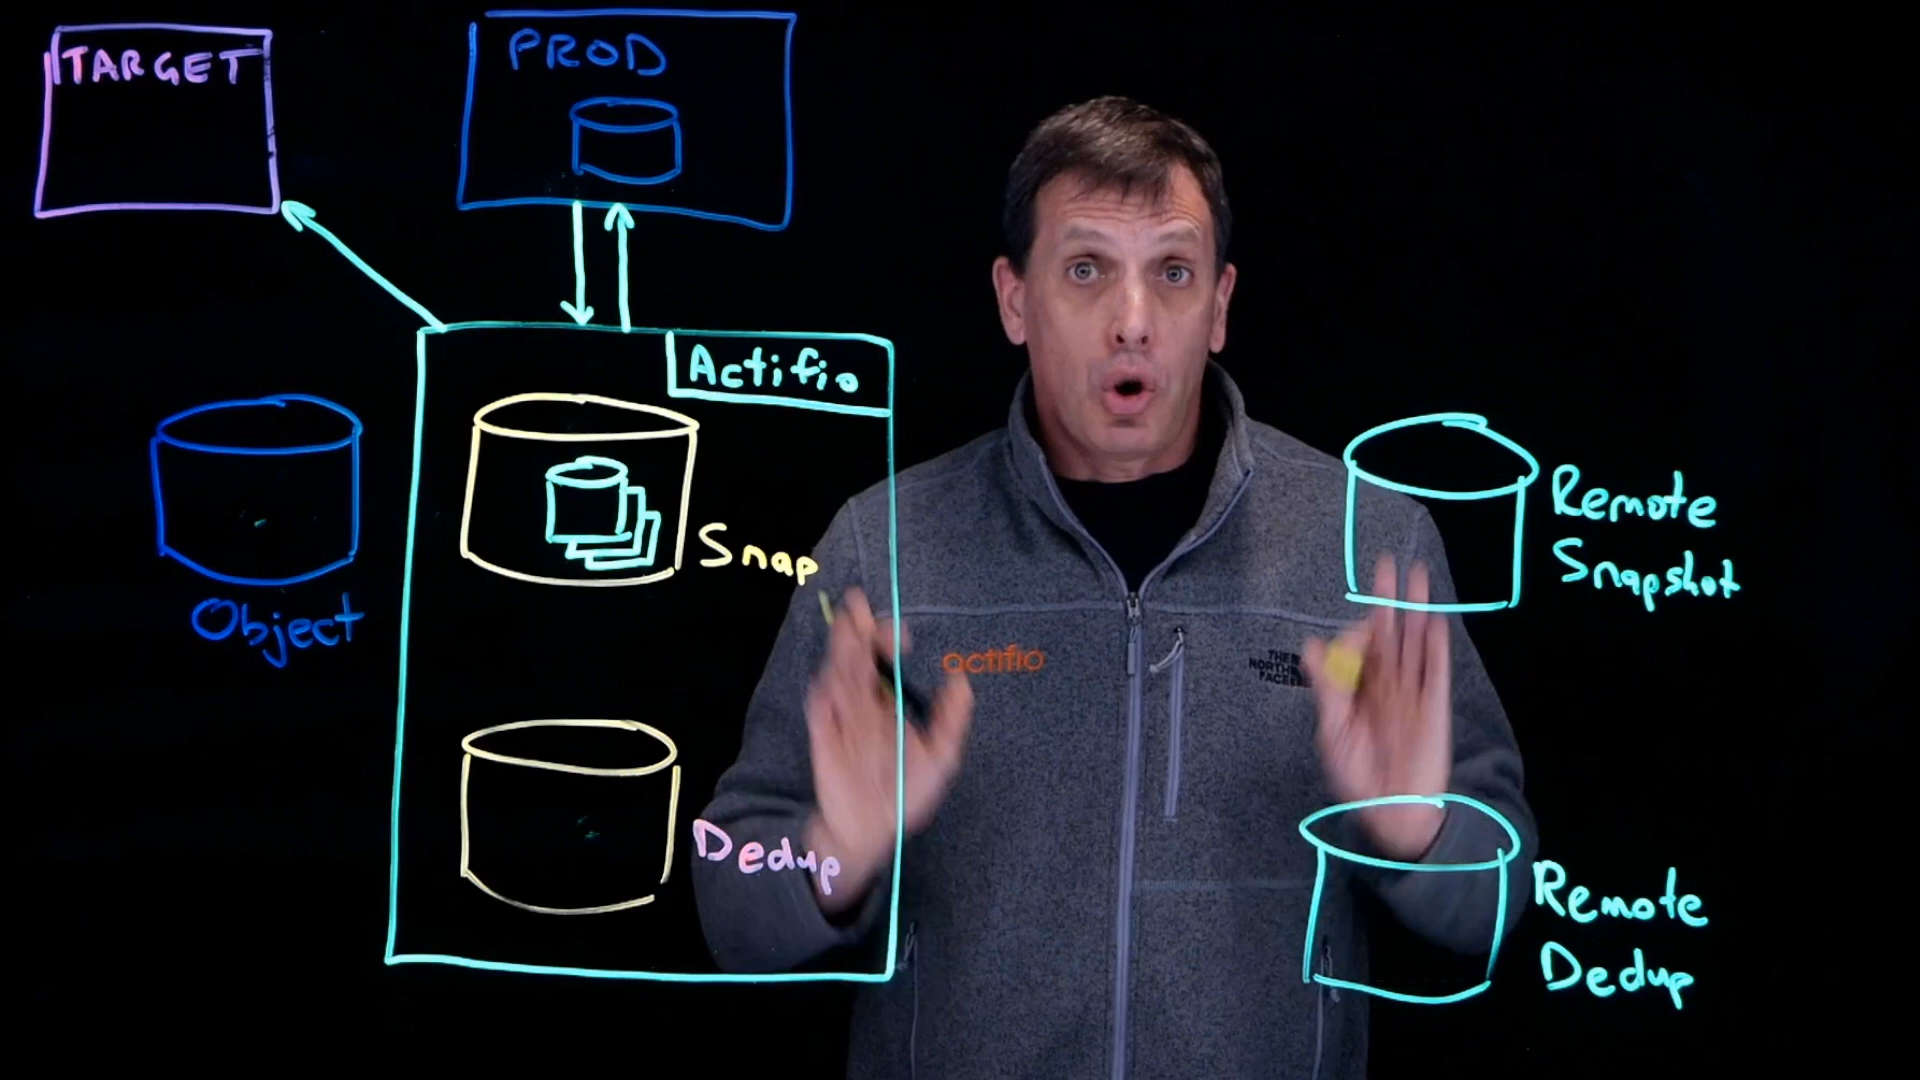 TARGET
PROD
Actifio
Snap
Object
Dedup
actifio
THE
NORTH
FACE
Remote
Snapshot
Remote
Dedup